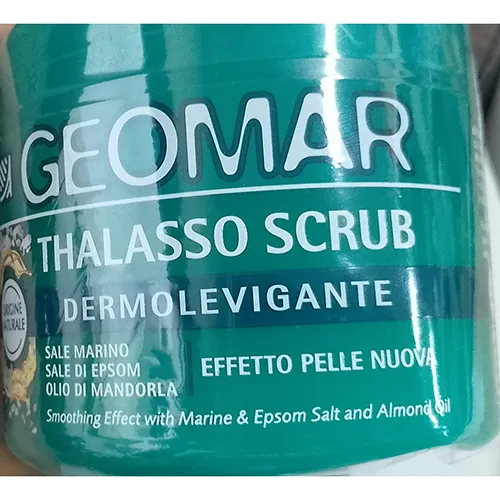 GEOMAR
THALASSO SCRUB
DERMOLEVIGANTE
ORIGINE
NATURALE
SALE MARINO
SALE DI EPSOM
OLIO DI MANDORLA
EFFETTO PELLE NUOVA
Smoothing Effect with Marine & Epsom Salt and Almond Oil